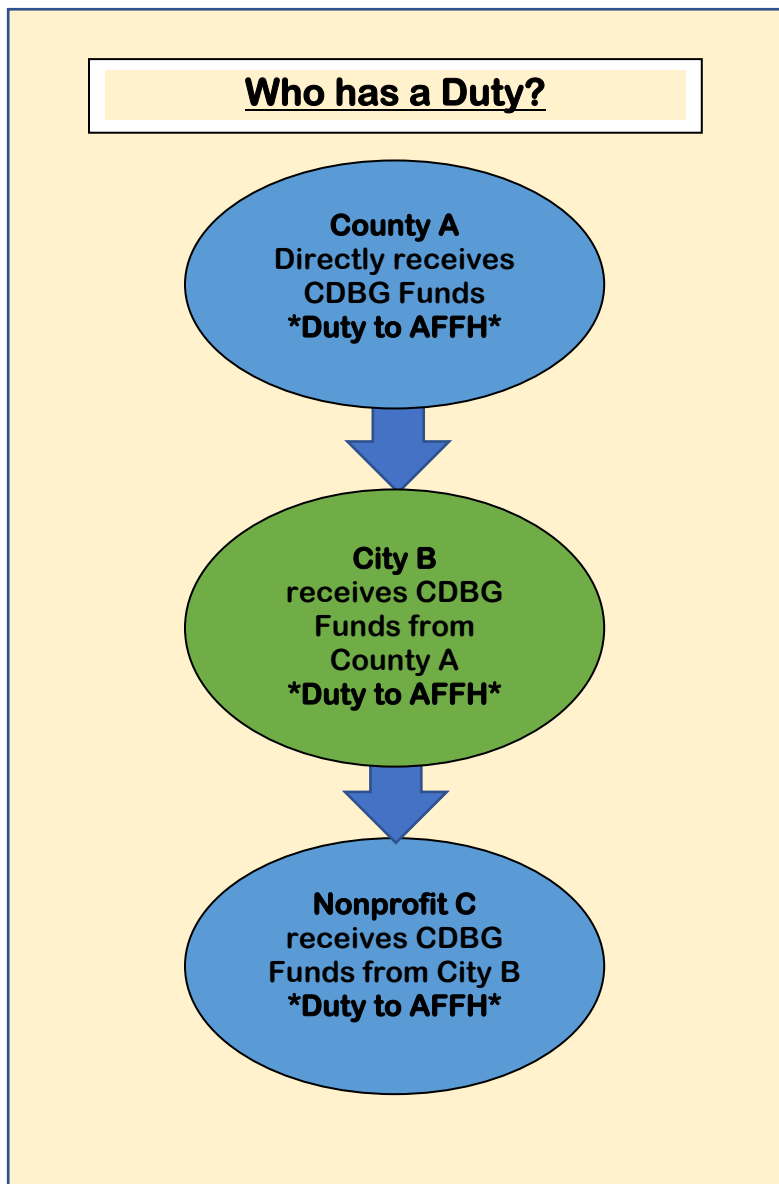 Who has a Duty?
County A
Directly receives
CDBG Funds
*Duty to AFFH*
City B
receives CDBG
Funds from
County A
*Duty to AFFH*
Nonprofit C
receives CDBG
Funds from City B
*Duty to AFFH*